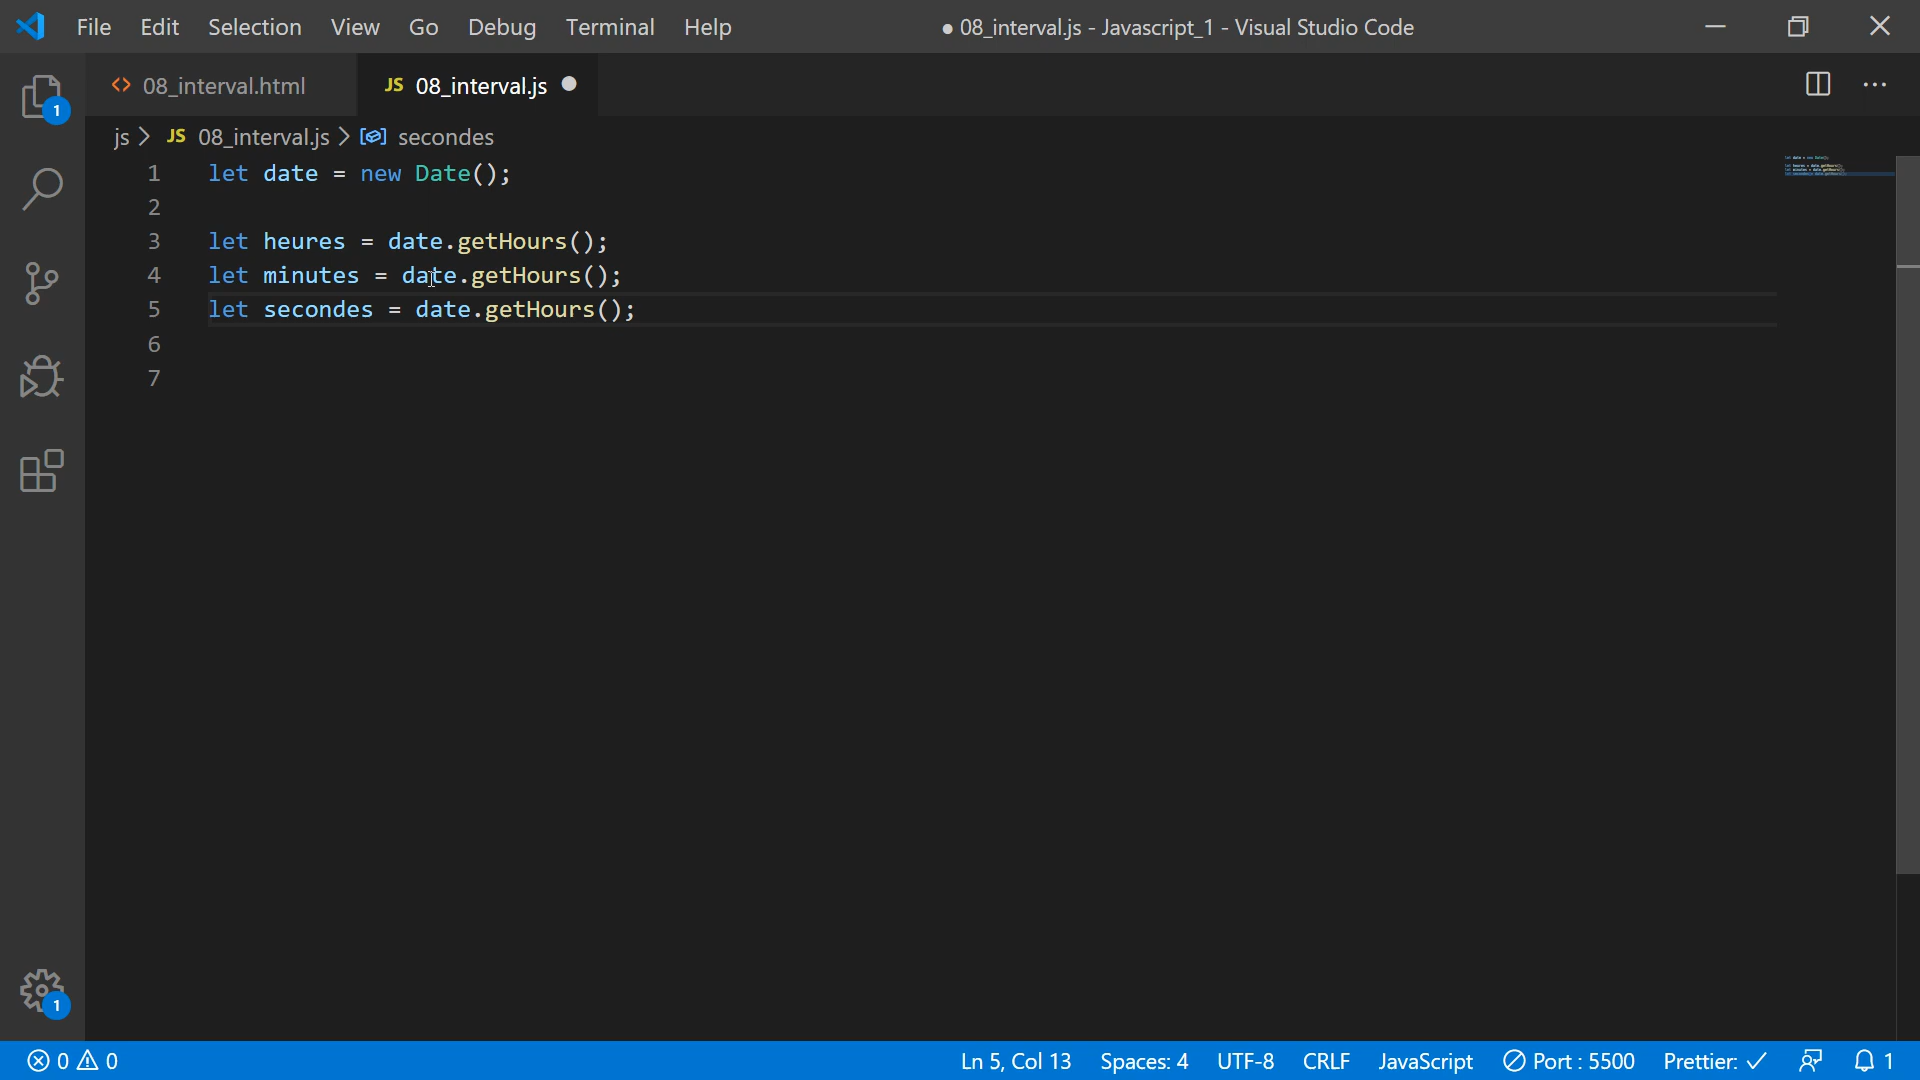 File Edit Selection View Go Debug Terminal Help ● 08_interval.js - Javascript_1 - Visual Studio Code
<> 08_interval.html JS 08_interval.js ●
js > JS 08_interval.js > secondes
1 let date = new Date();
2
3 let heures = date.getHours();
4 let minutes = date.getHours();
5 let secondes = date.getHours();
6
7
1
1
0 0 Ln 5, Col 13 Spaces: 4 UTF-8 CRLF JavaScript Port : 5500 Prettier: ✓ 1